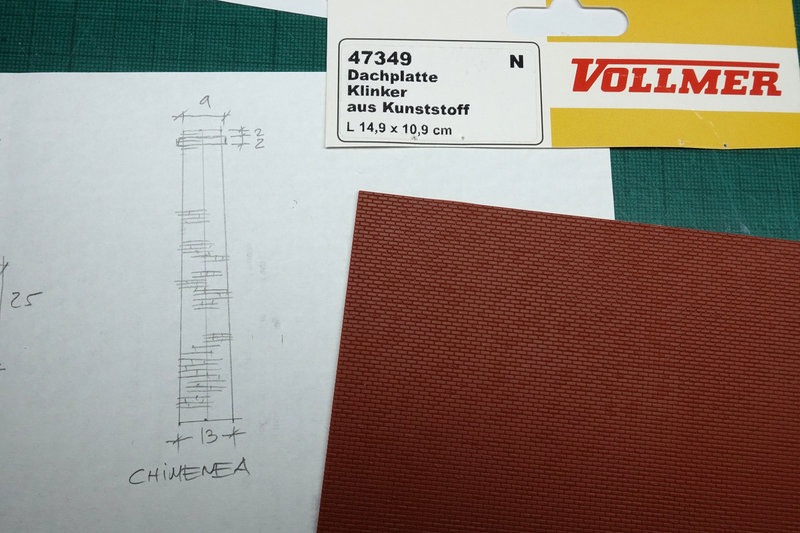 47349 N
Dachplatte
Klinker
aus Kunststoff
L 14,9 x 10,9 cm
VOLLMER
9
2
2
25
13
CHIMENEA